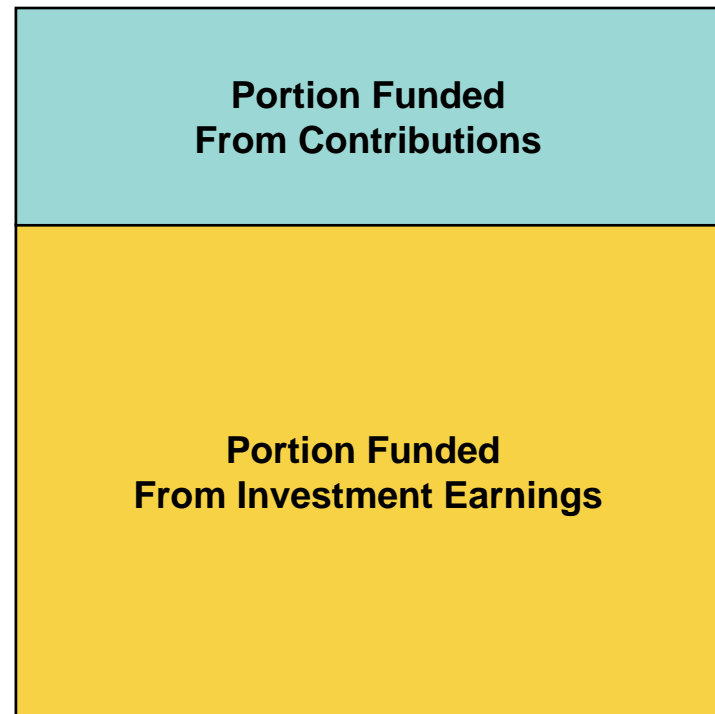 Portion Funded
From Contributions
Portion Funded
From Investment Earnings